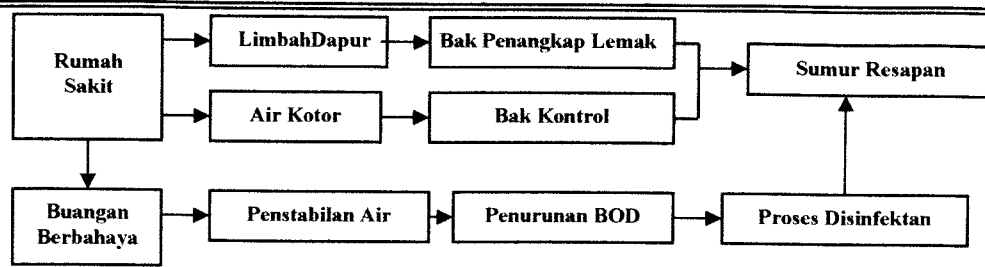 Rumah
Sakit
LimbahDapur
Bak Penangkap Lemak
Sumur Resapan
Air Kotor
Bak Kontrol
Buangan
Berbahaya
Penstabilan Air
Penurunan BOD
Proses Disinfektan